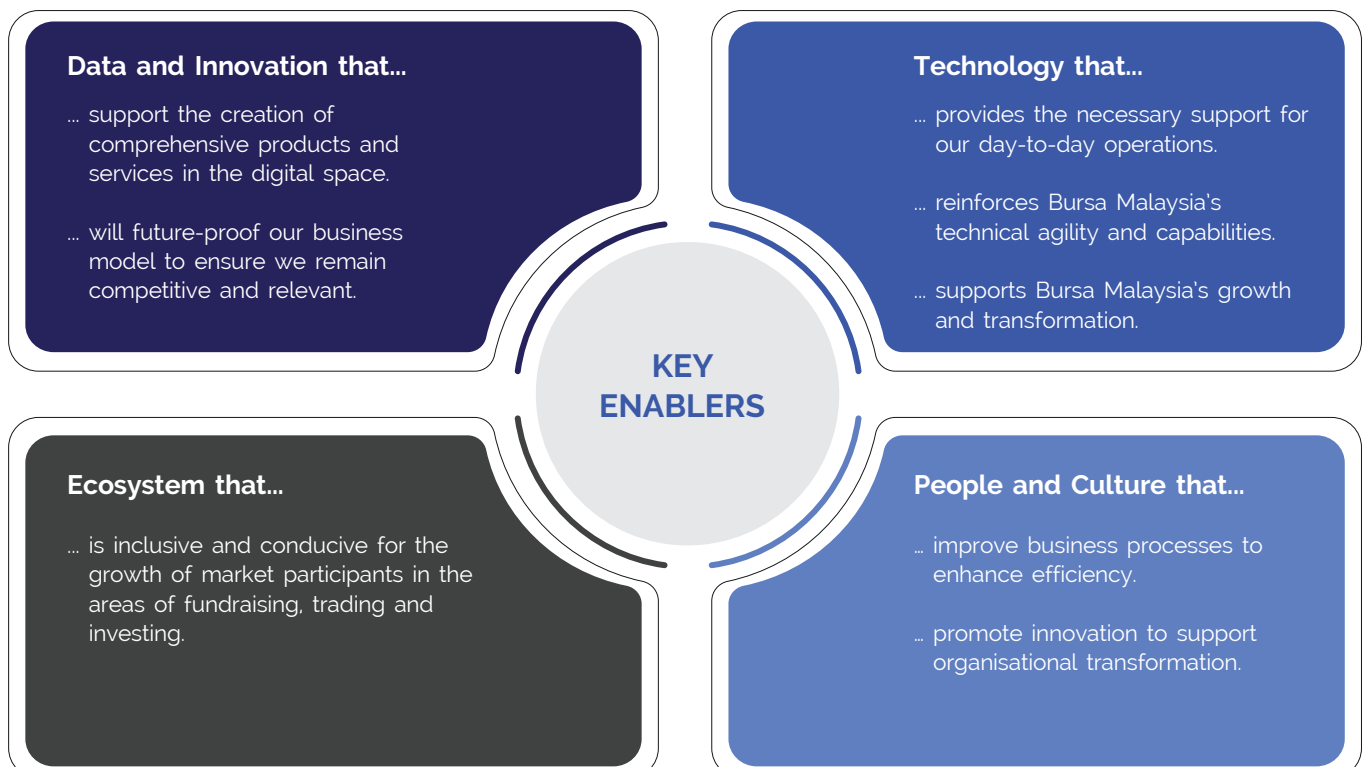 Data and Innovation that...
... support the creation of
comprehensive products and
services in the digital space.
... will future-proof our business
model to ensure we remain
competitive and relevant.
Technology that...
... provides the necessary support for
our day-to-day operations.
... reinforces Bursa Malaysia’s
technical agility and capabilities.
... supports Bursa Malaysia’s growth
and transformation.
KEY
ENABLERS
Ecosystem that...
... is inclusive and conducive for the
growth of market participants in the
areas of fundraising, trading and
investing.
People and Culture that...
... improve business processes to
enhance efficiency.
... promote innovation to support
organisational transformation.